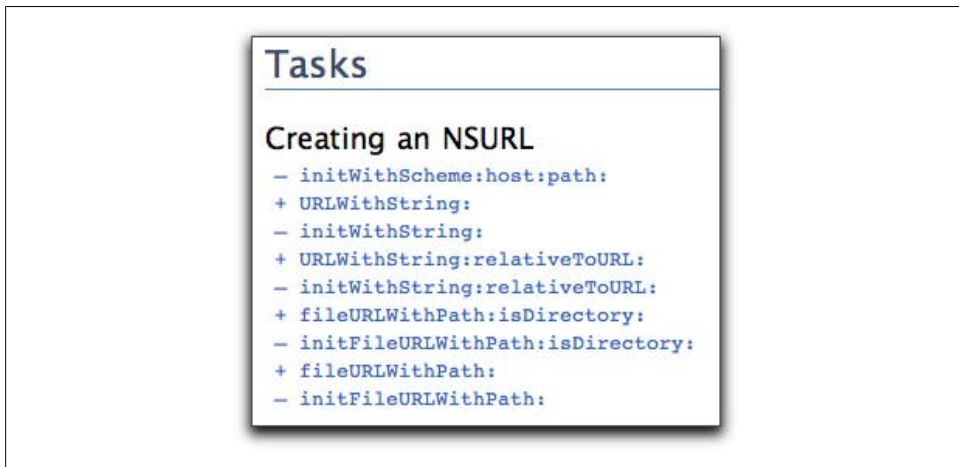 Tasks
Creating an NSURL
– initWithScheme:host:path:
+ URLWithString:
– initWithString:
+ URLWithString:relativeToURL:
– initWithString:relativeToURL:
+ fileURLWithPath:isDirectory:
– initFileURLWithPath:isDirectory:
+ fileURLWithPath:
– initFileURLWithPath: